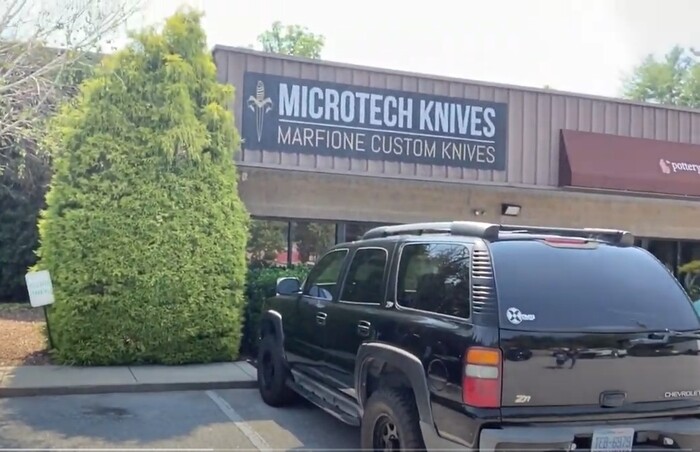 MICROTECH KNIVES
MARFIONE CUSTOM KNIVES
pottery
CHEVROLET
Z71